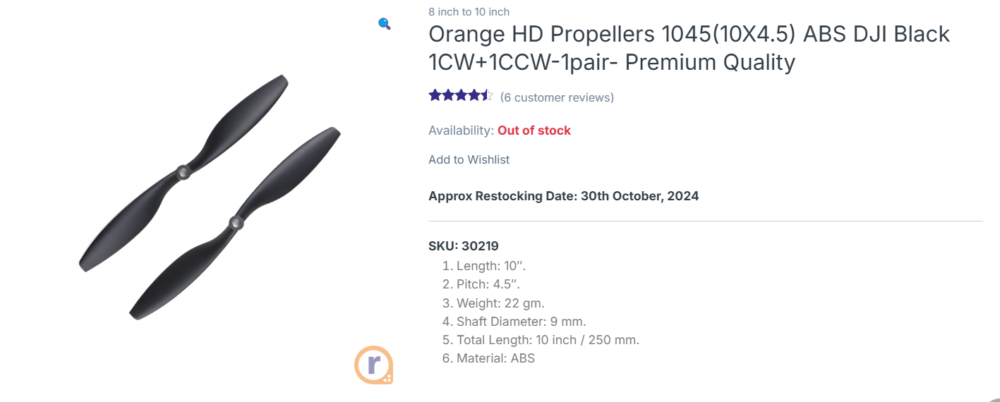 8 inch to 10 inch
Orange HD Propellers 1045(10X4.5) ABS DJI Black
1CW+1CCW-1pair- Premium Quality
(6 customer reviews)
Availability: Out of stock
Add to Wishlist
Approx Restocking Date: 30th October, 2024
SKU: 30219
1. Length: 10″.
2. Pitch: 4.5″.
3. Weight: 22 gm.
4. Shaft Diameter: 9 mm.
5. Total Length: 10 inch / 250 mm.
6. Material: ABS
r